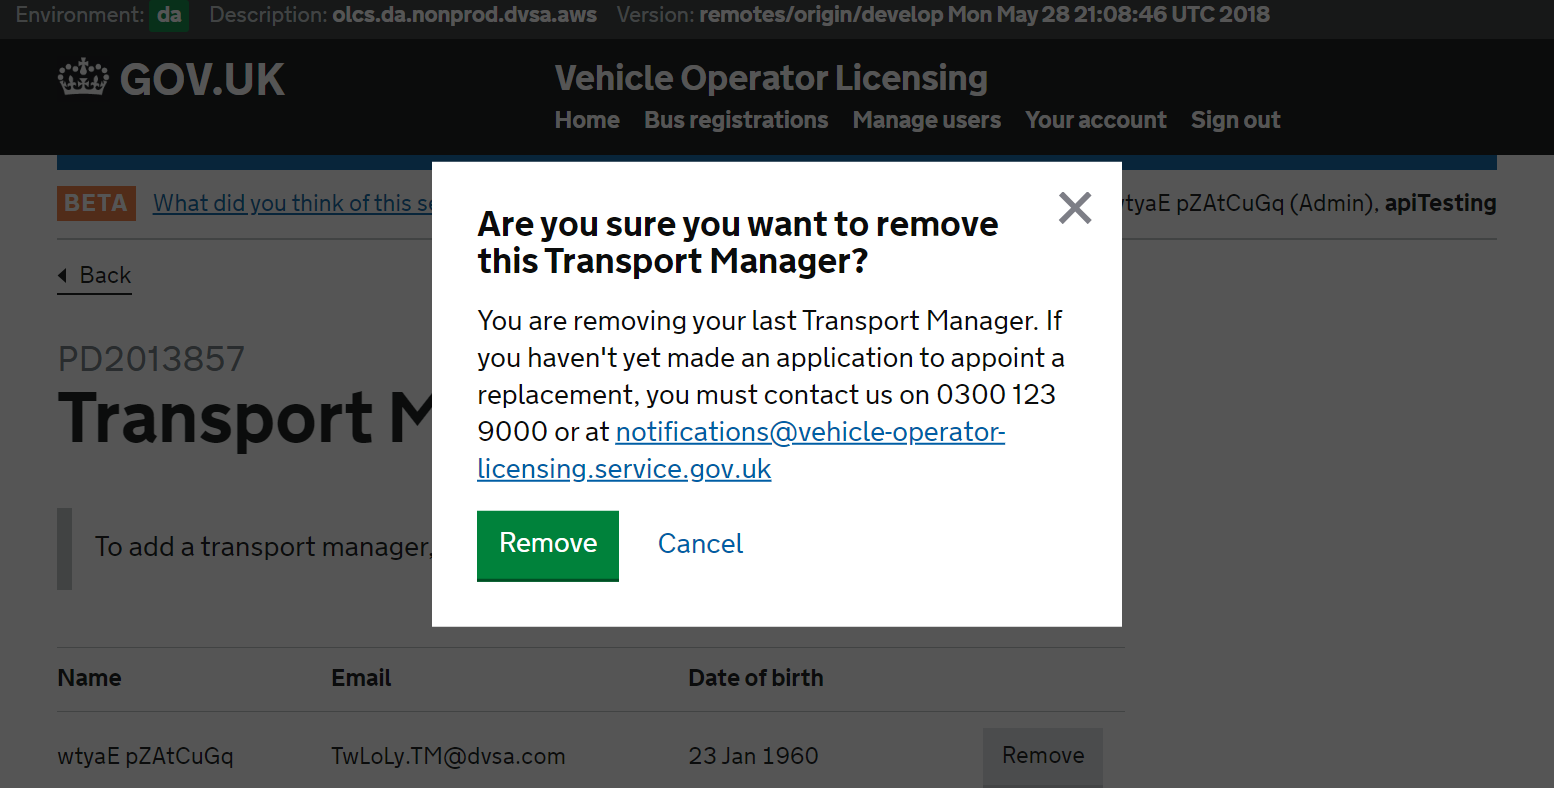 Environment: da Description: olcs.da.nonprod.dvsa.aws Version: remotes/origin/develop Mon May 28 21:08:46 UTC 2018
GOV.UK
Vehicle Operator Licensing
Home Bus registrations Manage users Your account Sign out
BETA What did you think of this pZAtCuGq (Admin), apiTesting
Back
Are you sure you want to remove
this Transport Manager?
You are removing your last Transport Manager. If
you haven't yet made an application to appoint a
replacement, you must contact us on 0300 123
9000 or at notifications@vehicle-operator-
licensing.service.gov.uk
Remove Cancel
PD2013857
Transport
To add a transport manager,
Name Email Date of birth
wtyaE pZAtCuGq TwLoLy.TM@dvsa.com 23 Jan 1960 Remove